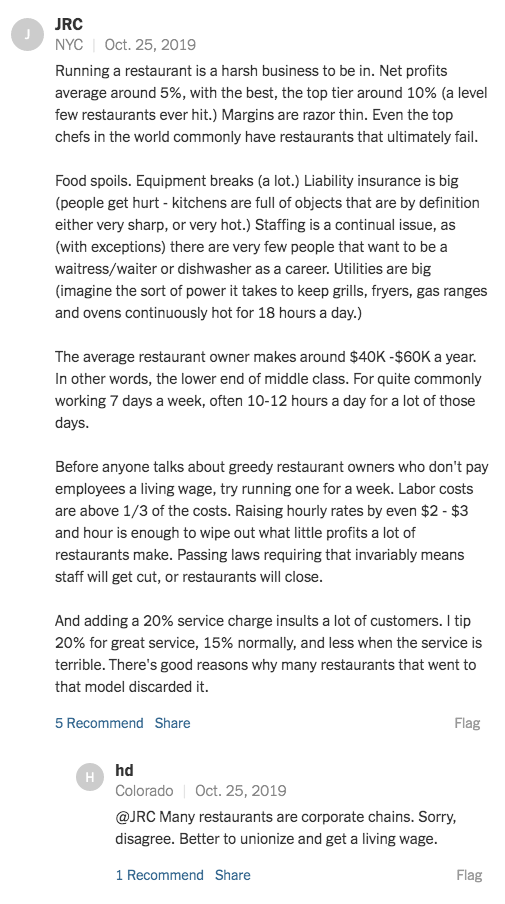 J
JRC
NYC | Oct. 25, 2019
Running a restaurant is a harsh business to be in. Net profits
average around 5%, with the best, the top tier around 10% (a level
few restaurants ever hit.) Margins are razor thin. Even the top
chefs in the world commonly have restaurants that ultimately fail.
Food spoils. Equipment breaks (a lot.) Liability insurance is big
(people get hurt - kitchens are full of objects that are by definition
either very sharp, or very hot.) Staffing is a continual issue, as
(with exceptions) there are very few people that want to be a
waitress/waiter or dishwasher as a career. Utilities are big
(imagine the sort of power it takes to keep grills, fryers, gas ranges
and ovens continuously hot for 18 hours a day.)
The average restaurant owner makes around $40K -$60K a year.
In other words, the lower end of middle class. For quite commonly
working 7 days a week, often 10-12 hours a day for a lot of those
days.
Before anyone talks about greedy restaurant owners who don't pay
employees a living wage, try running one for a week. Labor costs
are above 1/3 of the costs. Raising hourly rates by even $2 - $3
and hour is enough to wipe out what little profits a lot of
restaurants make. Passing laws requiring that invariably means
staff will get cut, or restaurants will close.
And adding a 20% service charge insults a lot of customers. I tip
20% for great service, 15% normally, and less when the service is
terrible. There's good reasons why many restaurants that went to
that model discarded it.
5 Recommend Share Flag
H
hd
Colorado | Oct. 25, 2019
@JRC Many restaurants are corporate chains. Sorry,
disagree. Better to unionize and get a living wage.
1 Recommend Share Flag